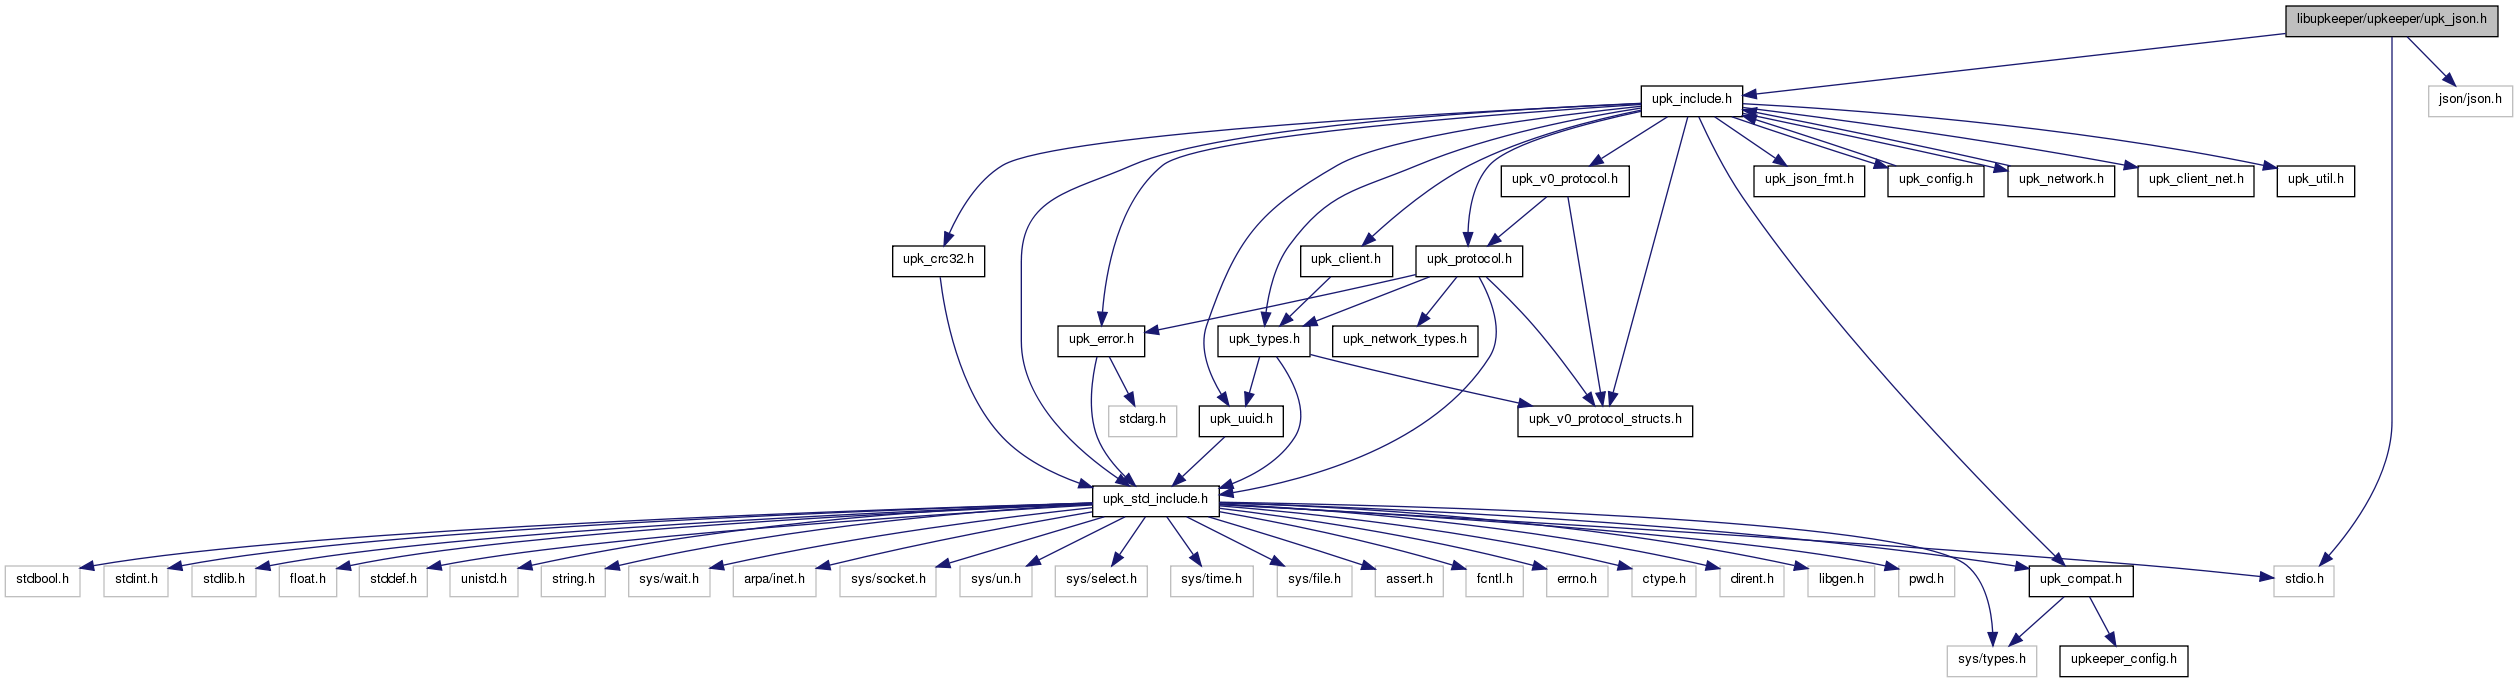 libupkeeper/upkeeper/upk_json.h
upk_include.h
json/json.h
upk_v0_protocol.h
upk_json_fmt.h
upk_config.h
upk_network.h
upk_client_net.h
upk_util.h
upk_crc32.h
upk_client.h
upk_protocol.h
upk_error.h
upk_types.h
upk_network_types.h
stdarg.h
upk_uuid.h
upk_v0_protocol_structs.h
upk_std_include.h
stdbool.h
stdint.h
stdlib.h
float.h
stddef.h
unistd.h
string.h
sys/wait.h
arpa/inet.h
sys/socket.h
sys/un.h
sys/select.h
sys/time.h
sys/file.h
assert.h
fcntl.h
errno.h
ctype.h
dirent.h
libgen.h
pwd.h
upk_compat.h
stdio.h
sys/types.h
upkeeper_config.h